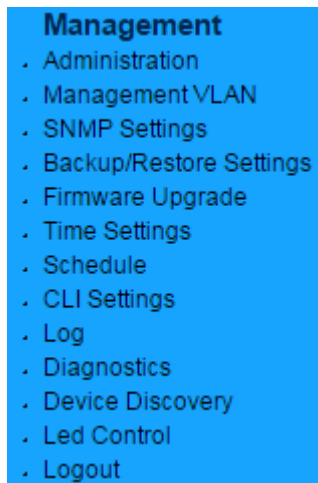 Management
Administration
Management VLAN
SNMP Settings
Backup/Restore Settings
Firmware Upgrade
Time Settings
Schedule
CLI Settings
Log
Diagnostics
Device Discovery
Led Control
Logout